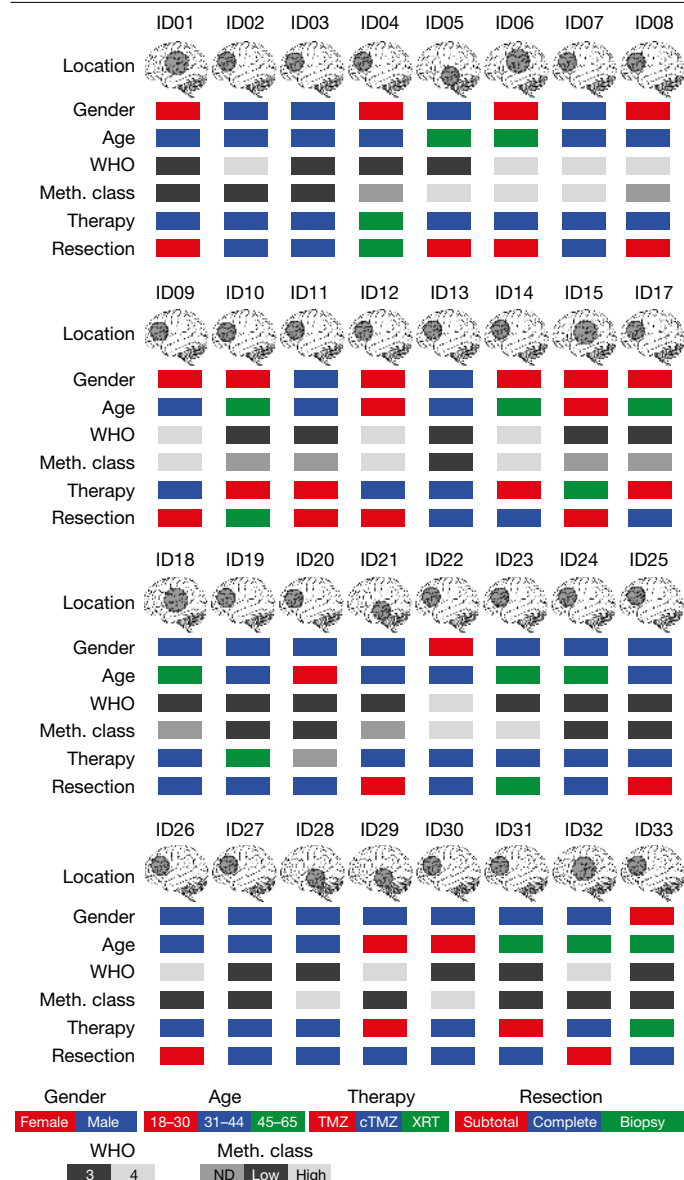 ID01 ID02 ID03 ID04 ID05 ID06 ID07 ID08
Location
Gender
Age
WHO
Meth. class
Therapy
Resection
ID09 ID10 ID11 ID12 ID13 ID14 ID15 ID17
Location
Gender
Age
WHO
Meth. class
Therapy
Resection
ID18 ID19 ID20 ID21 ID22 ID23 ID24 ID25
Location
Gender
Age
WHO
Meth. class
Therapy
Resection
ID26 ID27 ID28 ID29 ID30 ID31 ID32 ID33
Location
Gender
Age
WHO
Meth. class
Therapy
Resection
Gender Age Therapy Resection
Female Male 18–30 31–44 45–65 TMZ cTMZ XRT Subtotal Complete Biopsy
WHO Meth. class
3 4 ND Low High